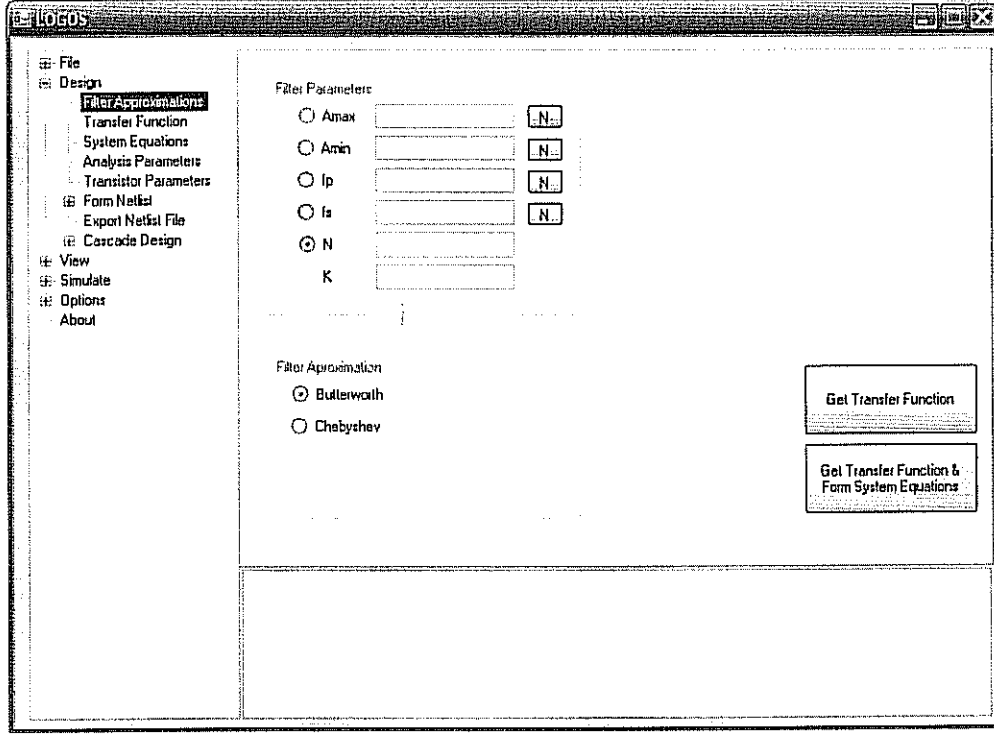 LOGOS
File
Design
Filter Approximations
Transfer Function
System Equations
Analysis Parameters
Transistor Parameters
Form Netlist
Export Netlist File
Cascade Design
View
Simulate
Options
About
Filter Parameters
Amax N
Amin N
fp N
fs N
N
K
Filter Aproximation
Butterworth
Chebyshev
Get Transfer Function
Get Transfer Function &
Form System Equations